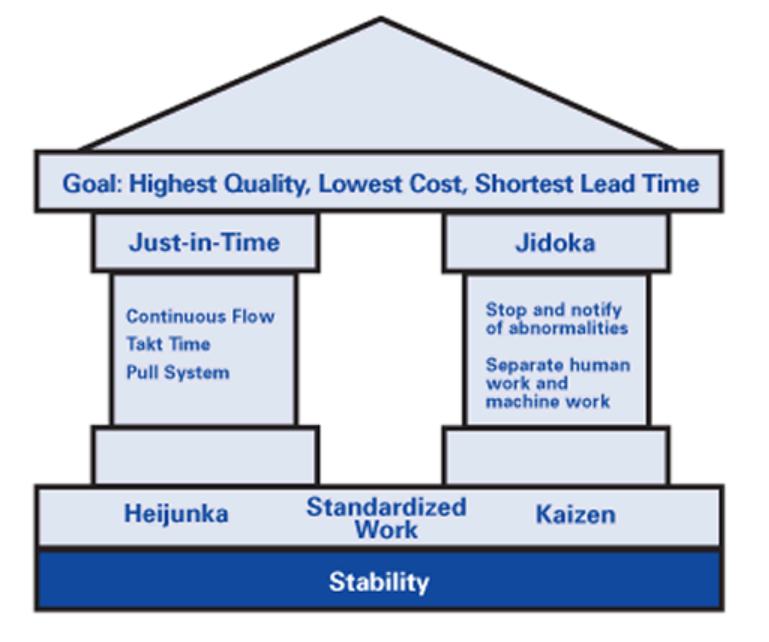 Goal: Highest Quality, Lowest Cost, Shortest Lead Time
Just-in-Time
Continuous Flow
Takt Time
Pull System
Jidoka
Stop and notify
of abnormalities
Separate human
work and
machine work
Heijunka
Standardized
Work
Kaizen
Stability